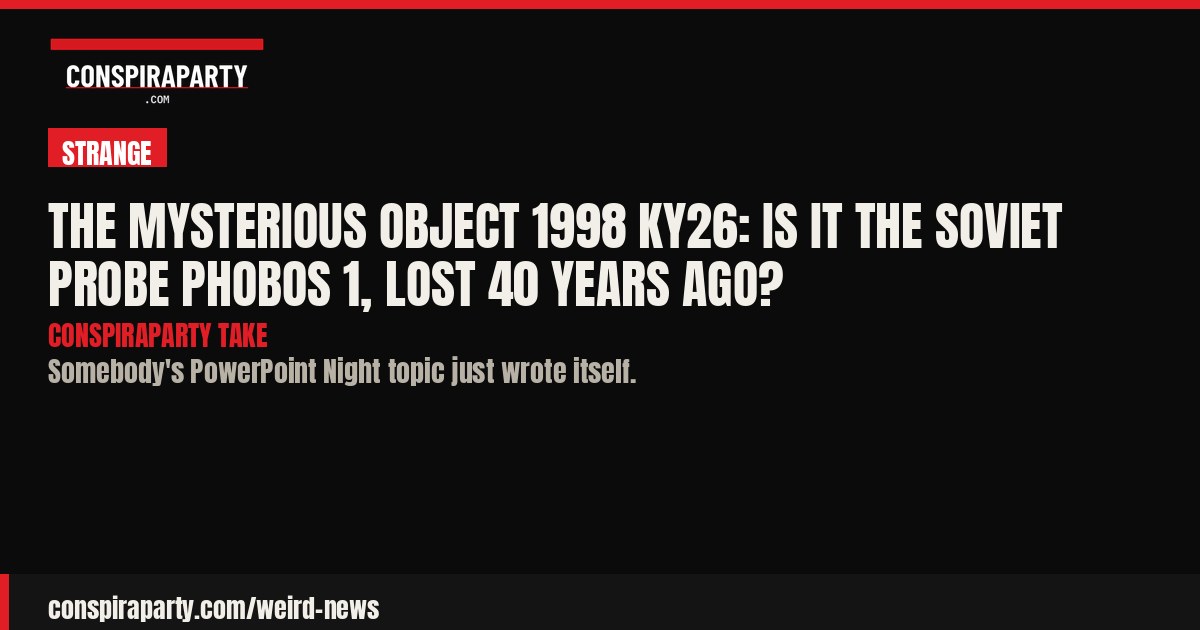 CONSPIRAPARTY
.COM
STRANGE
THE MYSTERIOUS OBJECT 1998 KY26: IS IT THE SOVIET
PROBE PHOBOS 1, LOST 40 YEARS AGO?
CONSPIRAPARTY TAKE
Somebody's PowerPoint Night topic just wrote itself.
conspiraparty.com/weird-news